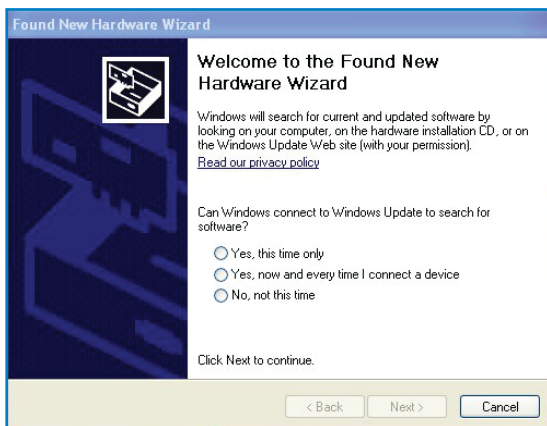 Found New Hardware Wizard
Welcome to the Found New
Hardware Wizard
Windows will search for current and updated software by
looking on your computer, on the hardware installation CD, or on
the Windows Update Web site (with your permission).
Read our privacy policy
Can Windows connect to Windows Update to search for
software?
Yes, this time only
Yes, now and every time I connect a device
No, not this time
Click Next to continue.
< Back Next > Cancel